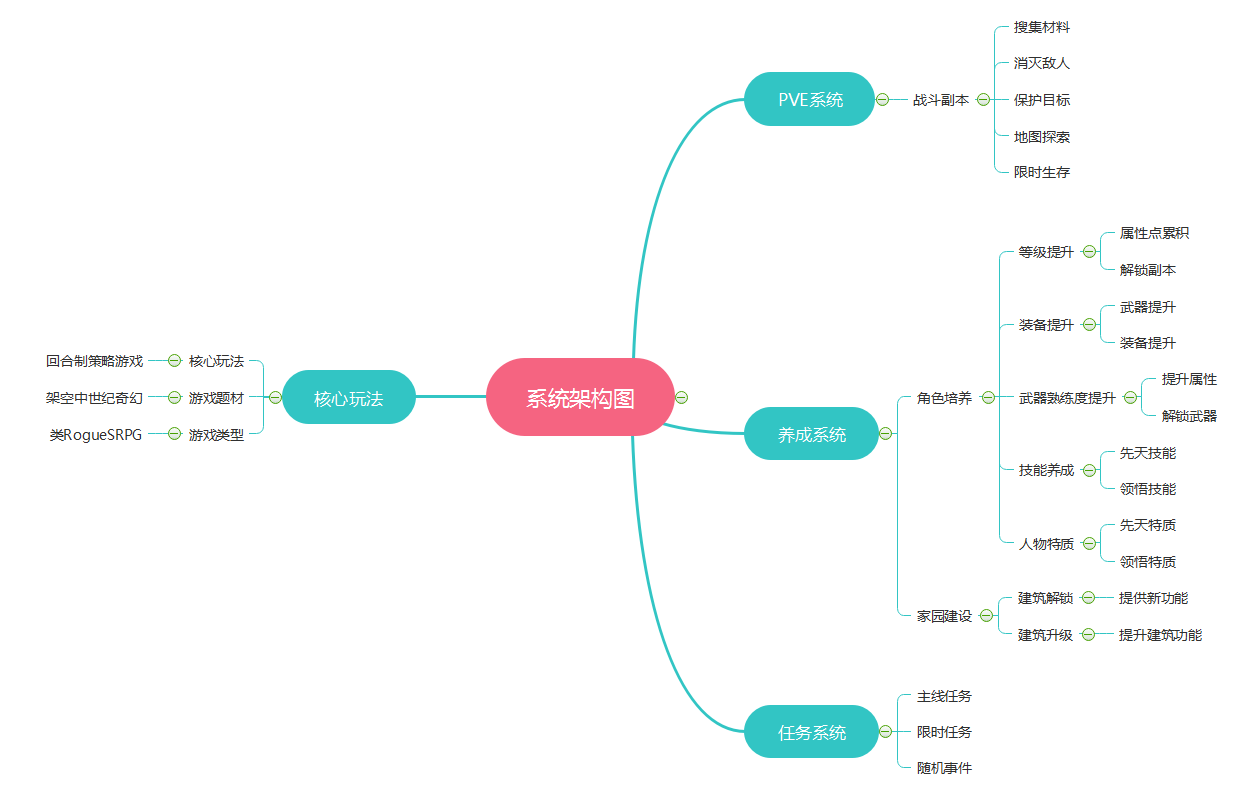 系统架构图
核心玩法
核心玩法
回合制策略游戏
游戏题材
架空中世纪奇幻
游戏类型
类RogueSRPG
PVE系统
战斗副本
搜集材料
消灭敌人
保护目标
地图探索
限时生存
养成系统
角色培养
等级提升
属性点累积
解锁副本
装备提升
武器提升
装备提升
武器熟练度提升
提升属性
解锁武器
技能养成
先天技能
领悟技能
人物特质
先天特质
领悟特质
家园建设
建筑解锁
提供新功能
建筑升级
提升建筑功能
任务系统
主线任务
限时任务
随机事件